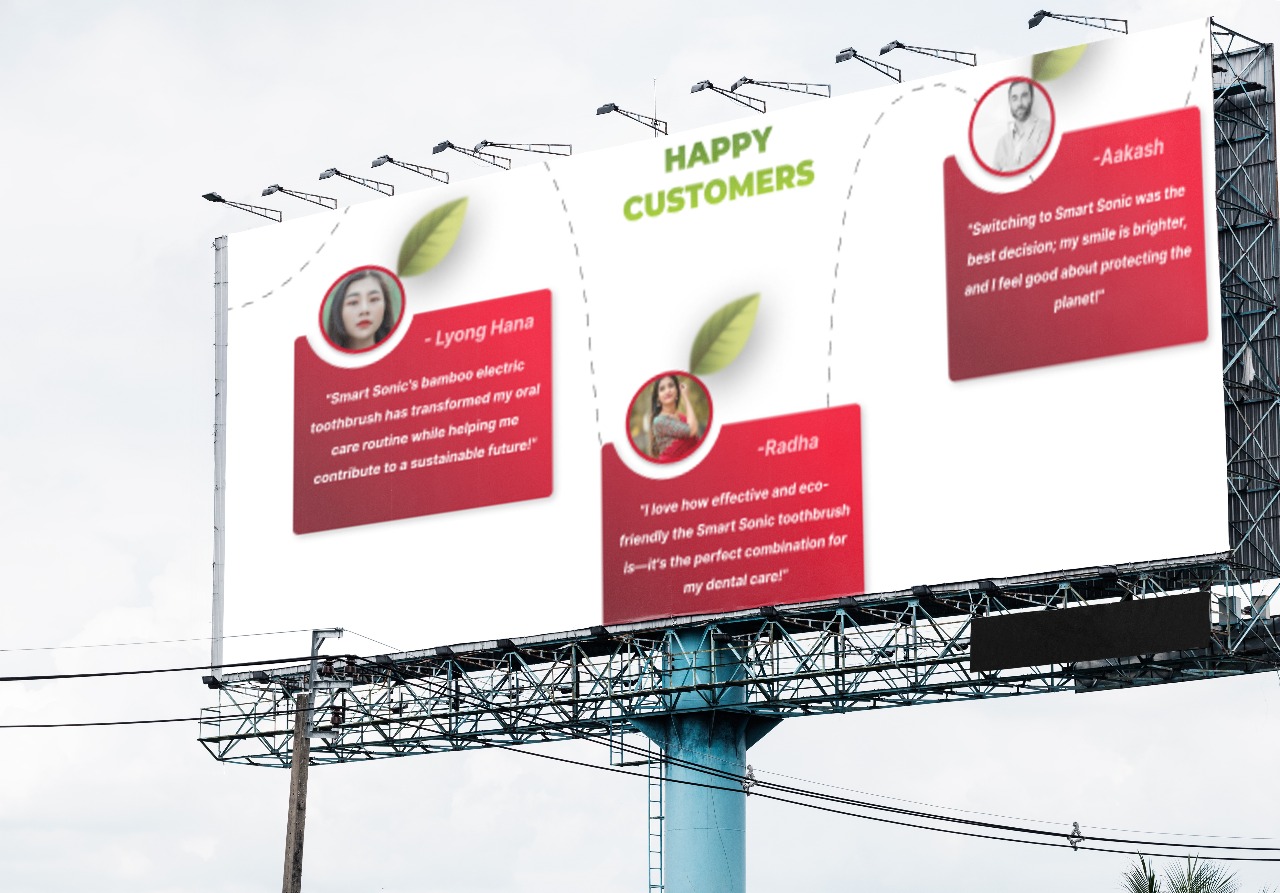 HAPPY
CUSTOMERS
- Lyong Hana
"Smart Sonic's bamboo electric
toothbrush has transformed my oral
care routine while helping me
contribute to a sustainable future!"
-Radha
"I love how effective and eco-
friendly the Smart Sonic toothbrush
is—it's the perfect combination for
my dental care!"
-Aakash
"Switching to Smart Sonic was the
best decision; my smile is brighter,
and I feel good about protecting the
planet!"